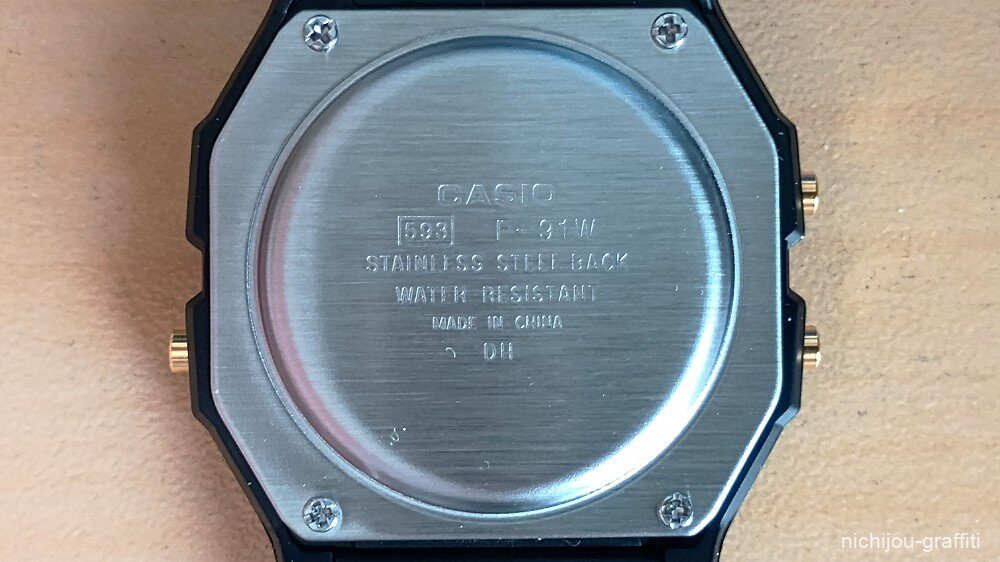 CASIO
593 F-91W
STAINLESS STEEL BACK
WATER RESISTANT
MADE IN CHINA
DH
nichijou-graffiti